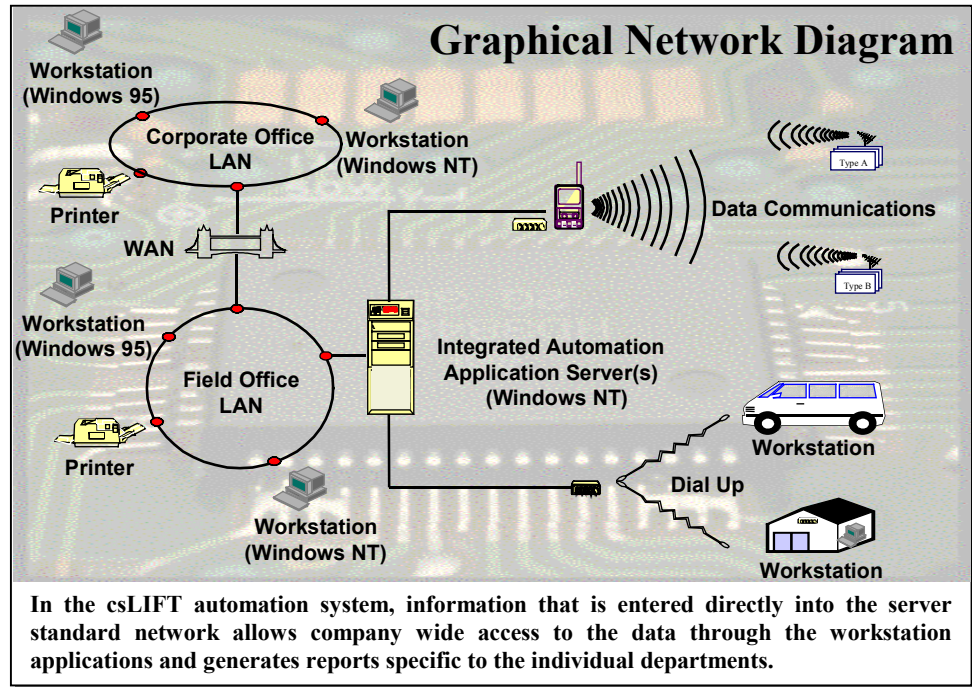 Graphical Network Diagram
Workstation
(Windows 95)
Corporate Office
LAN
Workstation
(Windows NT)
Printer
WAN
Data Communications
Type A
Type B
Workstation
(Windows 95)
Field Office
LAN
Printer
Workstation
(Windows NT)
Integrated Automation
Application Server(s)
(Windows NT)
Workstation
Dial Up
Workstation
In the csLIFT automation system, information that is entered directly into the server
standard network allows company wide access to the data through the workstation
applications and generates reports specific to the individual departments.